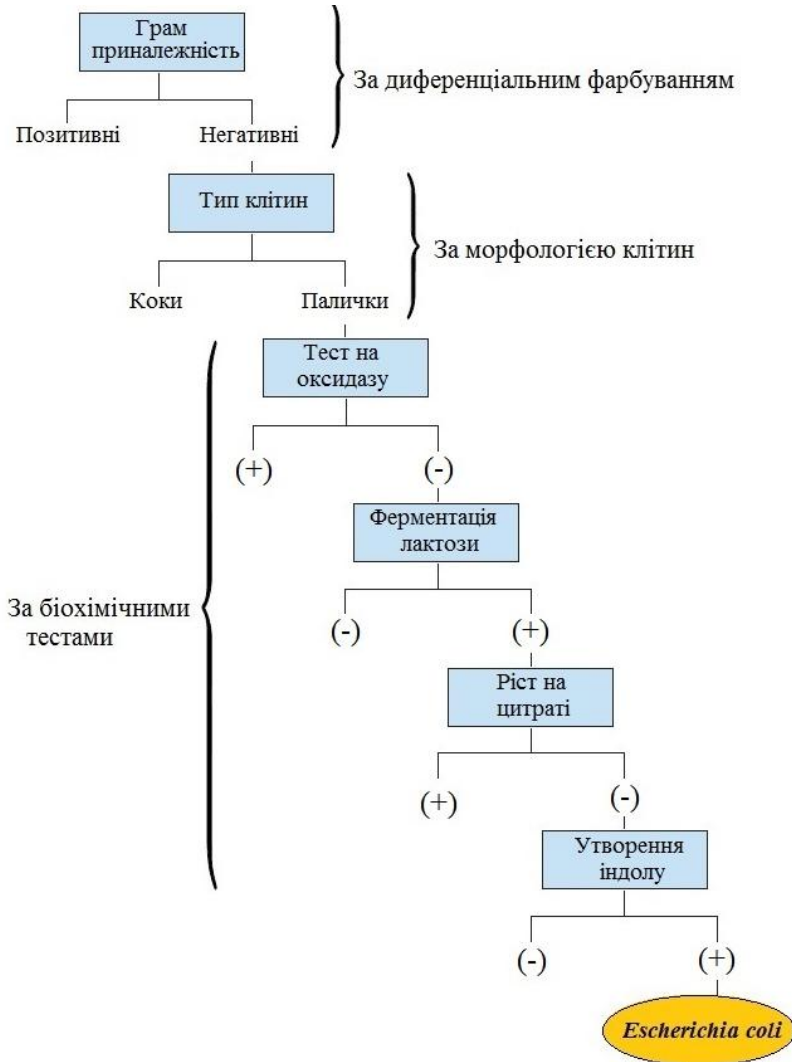 Грам
приналежність
За диференціальним фарбуванням
Позитивні
Негативні
Тип клітин
За морфологією клітин
Коки
Палички
Тест на
оксидазу
(+)
(-)
Ферментація
лактози
За біохімічними
тестами
(-)
(+)
Ріст на
цитраті
(+)
(-)
Утворення
індолу
(-)
(+)
Escherichia coli